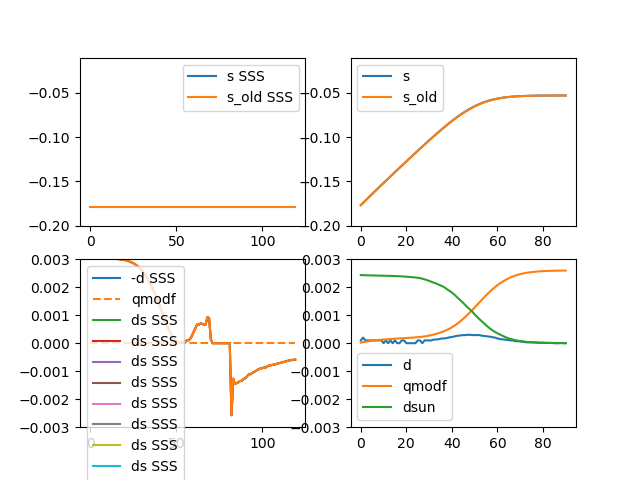 s SSS
s_old SSS
−0.05
−0.10
−0.15
−0.20
0
50
100
s
s_old
−0.05
−0.10
−0.15
−0.20
0
20
40
60
80
0.003
0.002
0.001
0.000
−0.001
−0.002
−0.003
-d SSS
qmodf
ds SSS
ds SSS
ds SSS
ds SSS
ds SSS
ds SSS
ds SSS
ds SSS
0
50
100
0.003
0.002
0.001
0.000
−0.001
−0.002
−0.003
d
qmodf
dsun
0
20
40
60
80